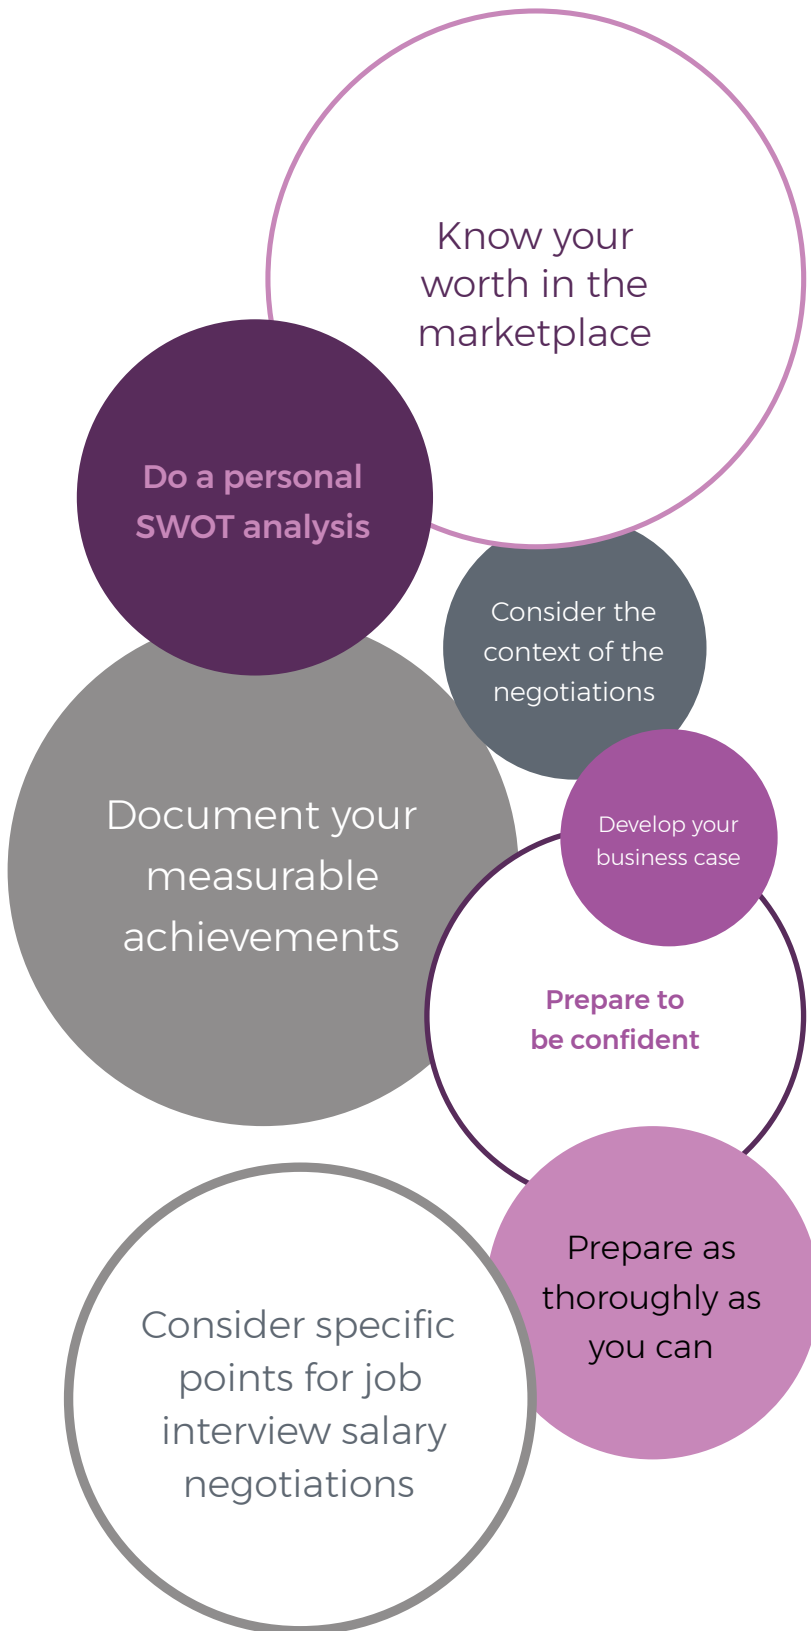 Know your
worth in the
marketplace
Do a personal
SWOT analysis
Consider the
context of the
negotiations
Document your
measurable
achievements
Develop your
business case
Prepare to
be confident
Prepare as
thoroughly as
you can
Consider specific
points for job
interview salary
negotiations